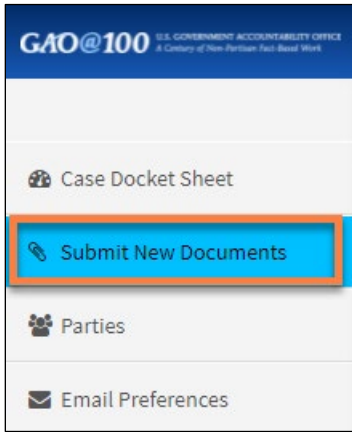 GAO@100 U.S. GOVERNMENT ACCOUNTABILITY OFFICE
A Century of Non-Partisan Fact-Based Work
Case Docket Sheet
Submit New Documents
Parties
Email Preferences